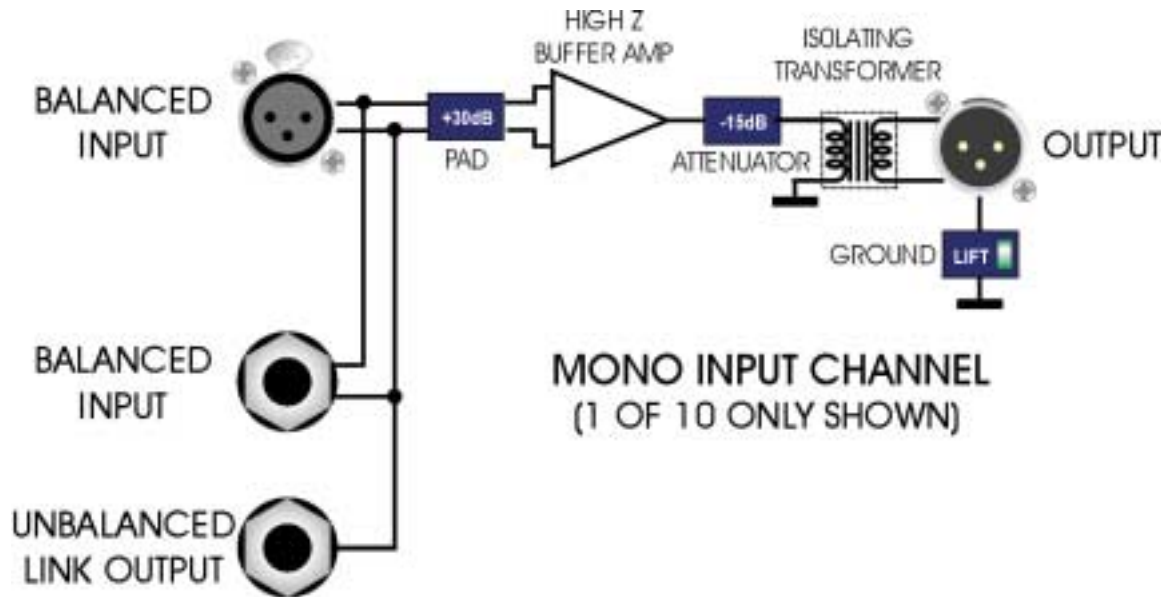 HIGH Z
BUFFER AMP
ISOLATING
TRANSFORMER
BALANCED
INPUT
+30dB
PAD
-15dB
ATTENUATOR
OUTPUT
GROUND
LIFT
BALANCED
INPUT
MONO INPUT CHANNEL
(1 OF 10 ONLY SHOWN)
UNBALANCED
LINK OUTPUT